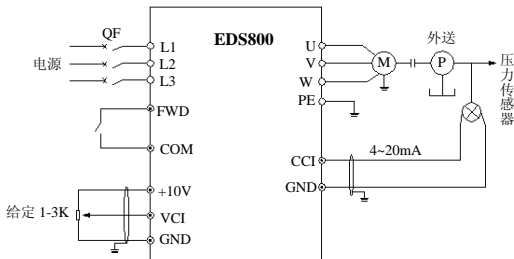 QF
EDS800
电源
L1
L2
L3
FWD
COM
给定 1-3K
+10V
VCI
GND
U
V
W
PE
M
外送
P
压力传感器
CCI
4~20mA
GND